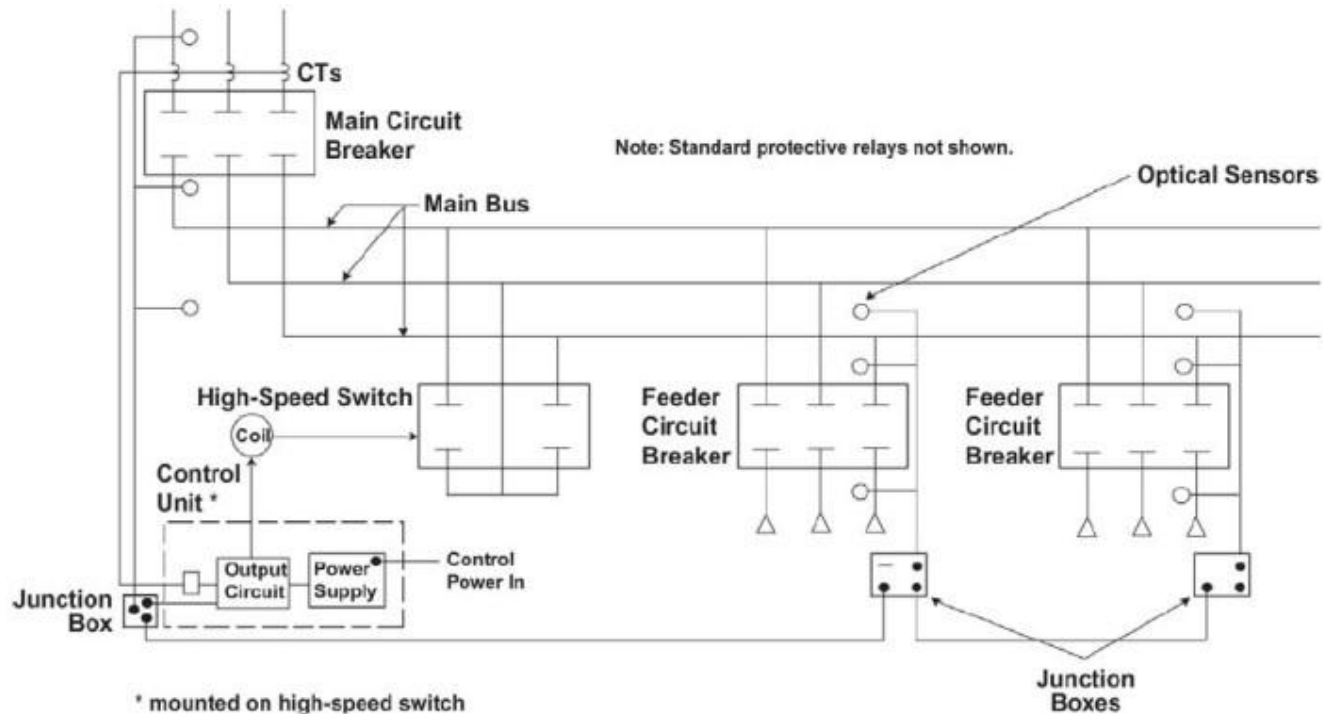 CTs
Main Circuit
Breaker
Note: Standard protective relays not shown.
Optical Sensors
Main Bus
High-Speed Switch
Coil
Feeder
Circuit
Breaker
Feeder
Circuit
Breaker
Control
Unit *
Output
Circuit
Power
Supply
Control
Power In
Junction
Box
Junction
Boxes
* mounted on high-speed switch